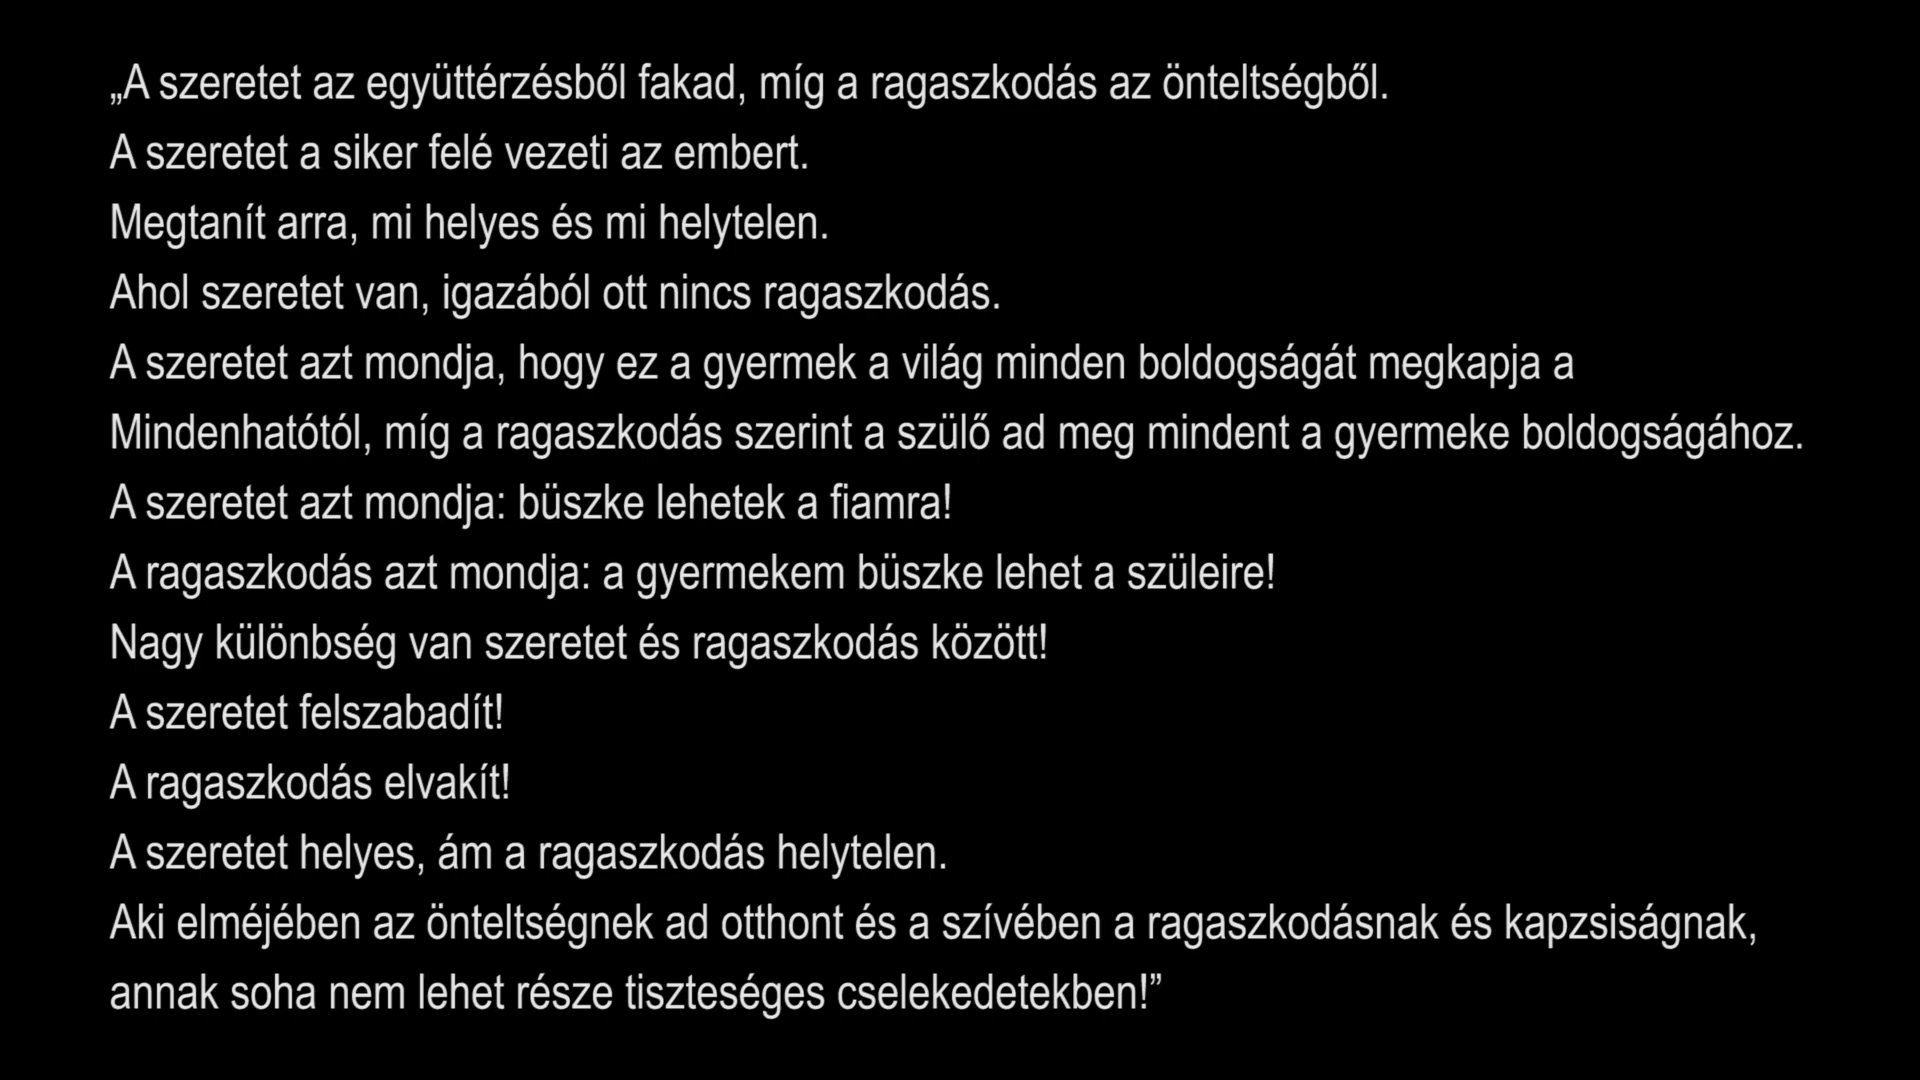 „A szeretet az együttérzésből fakad, míg a ragaszkodás az önteltségből.
A szeretet a siker felé vezeti az embert.
Megtanít arra, mi helyes és mi helytelen.
Ahol szeretet van, igazából ott nincs ragaszkodás.
A szeretet azt mondja, hogy ez a gyermek a világ minden boldogságát megkapja a
Mindenhatótól, míg a ragaszkodás szerint a szülő ad meg mindent a gyermeke boldogságához.
A szeretet azt mondja: büszke lehetek a fiamra!
A ragaszkodás azt mondja: a gyermekem büszke lehet a szüleire!
Nagy különbség van szeretet és ragaszkodás között!
A szeretet felszabadít!
A ragaszkodás elvakít!
A szeretet helyes, ám a ragaszkodás helytelen.
Aki elméjében az önteltségnek ad otthont és a szívében a ragaszkodásnak és kapzsiságnak,
annak soha nem lehet része tiszteséges cselekedetekben!”